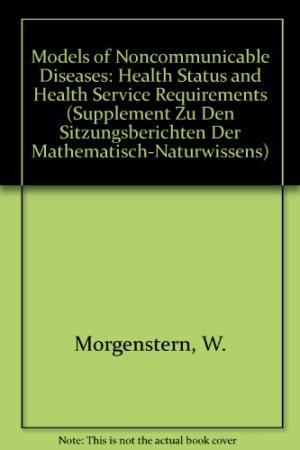 Models of Noncommunicable
Diseases: Health Status and
Health Service Requirements
(Supplement Zu Den
Sitzungsberichten Der
Mathematisch-Naturwissens)
Morgenstern, W.
Note: This is not the actual book cover